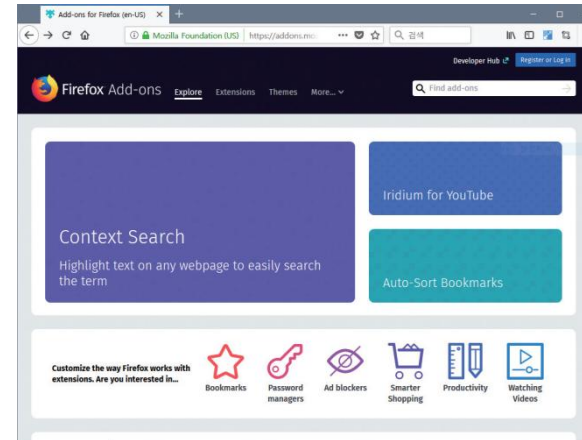 Add-ons for Firefox (en-US)
Mozilla Foundation (US) https://addons.mo
검색
Developer Hub
Register or Log in
Firefox Add-ons Explore Extensions Themes More...
Find add-ons
Context Search
Highlight text on any webpage to easily search
the term
Iridium for YouTube
Auto-Sort Bookmarks
Customize the way Firefox works with
extensions. Are you interested in...
Bookmarks
Password
managers
Ad blockers
Smarter
Shopping
Productivity
Watching
Videos